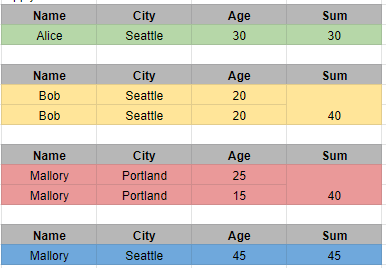 Name City Age Sum
Alice Seattle 30 30
Name City Age Sum
Bob Seattle 20
Bob Seattle 20 40
Name City Age Sum
Mallory Portland 25
Mallory Portland 15 40
Name City Age Sum
Mallory Seattle 45 45